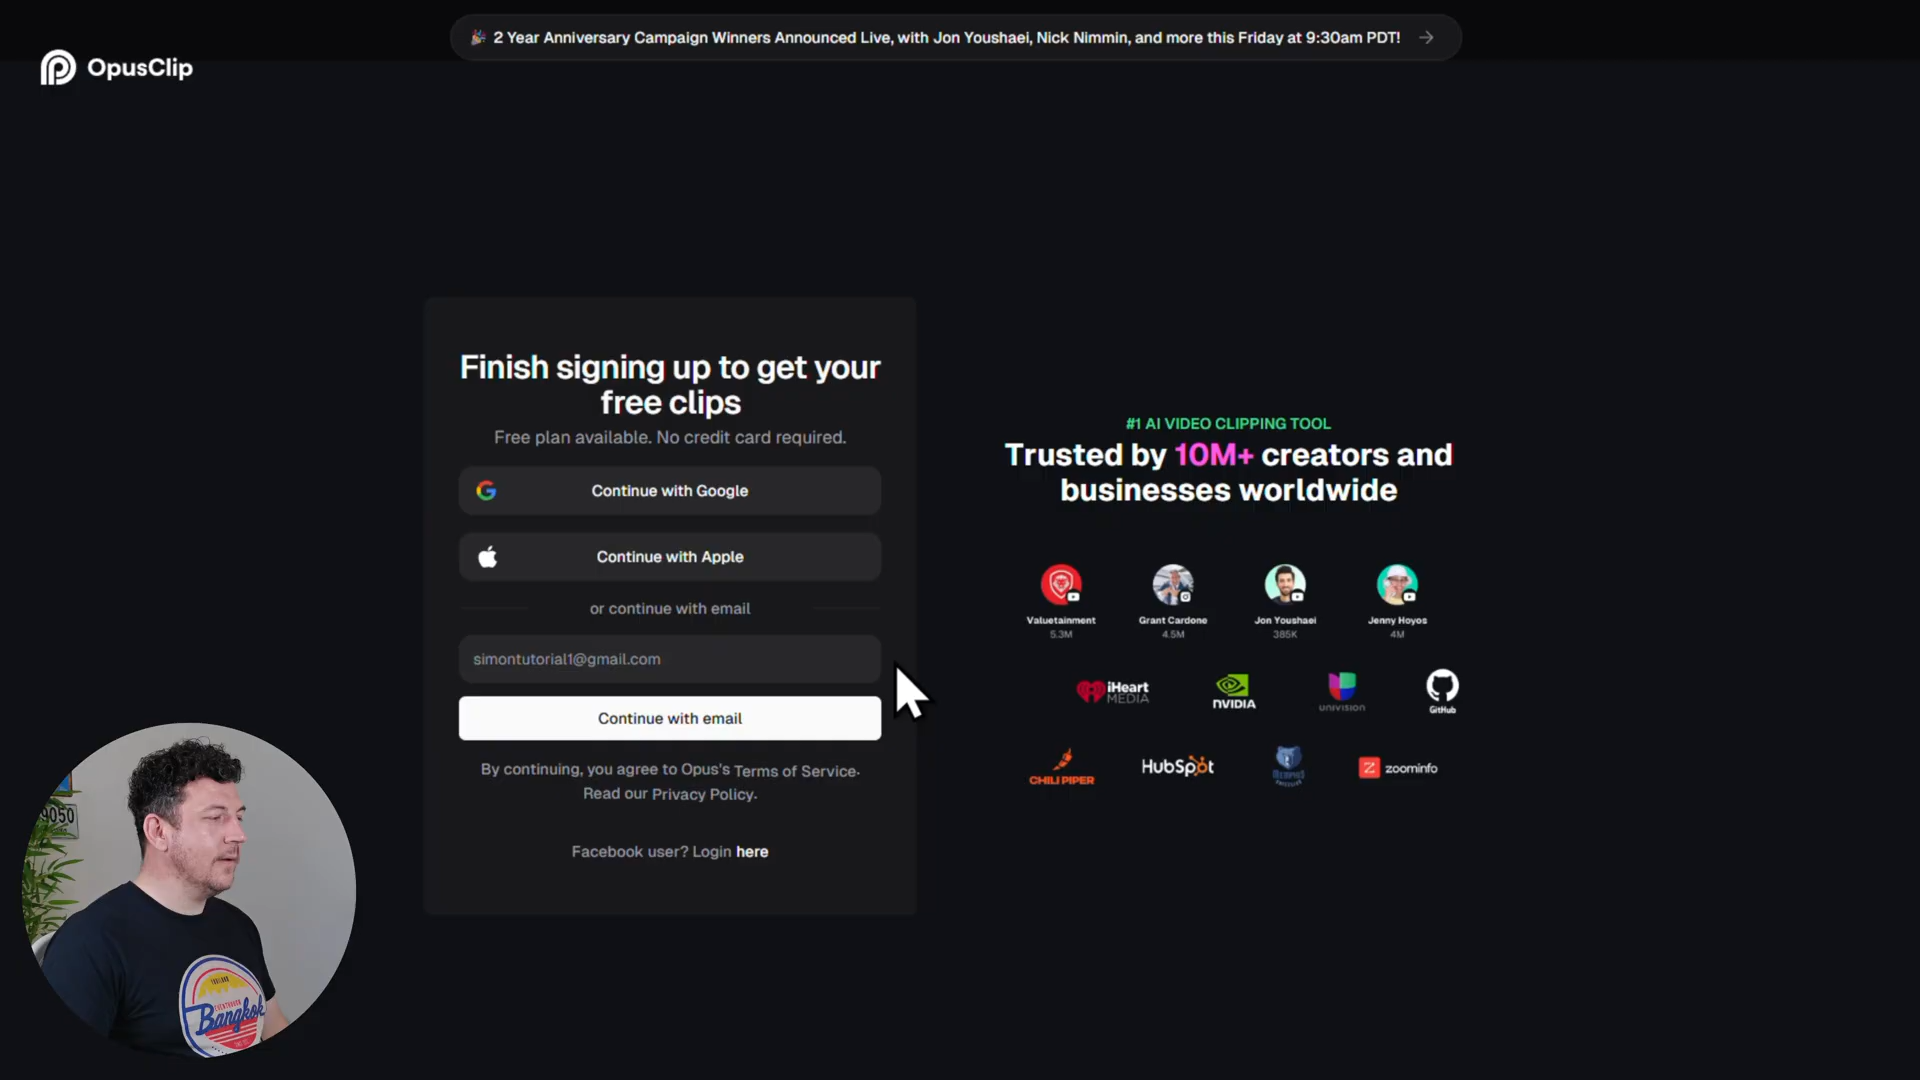 2 Year Anniversary Campaign Winners Announced Live, with Jon Youshaei, Nick Nimmin, and more this Friday at 9:30am PDT!
OpusClip
Finish signing up to get your
free clips
Free plan available. No credit card required.
Continue with Google
Continue with Apple
or continue with email
simontutorial1@gmail.com
Continue with email
By continuing, you agree to Opus's Terms of Service.
Read our Privacy Policy.
Facebook user? Login here
#1 AI VIDEO CLIPPING TOOL
Trusted by 10M+ creators and
businesses worldwide
Valuetainment
5.3M
Grant Cardone
4.5M
Jon Youshaei
385K
Jenny Hoyos
4M
iHeart
MEDIA
NVIDIA
UNIVISION
GitHub
CHILI PIPER
HubSpot
MEMPHIS
zoominfo
9050
Bangkok